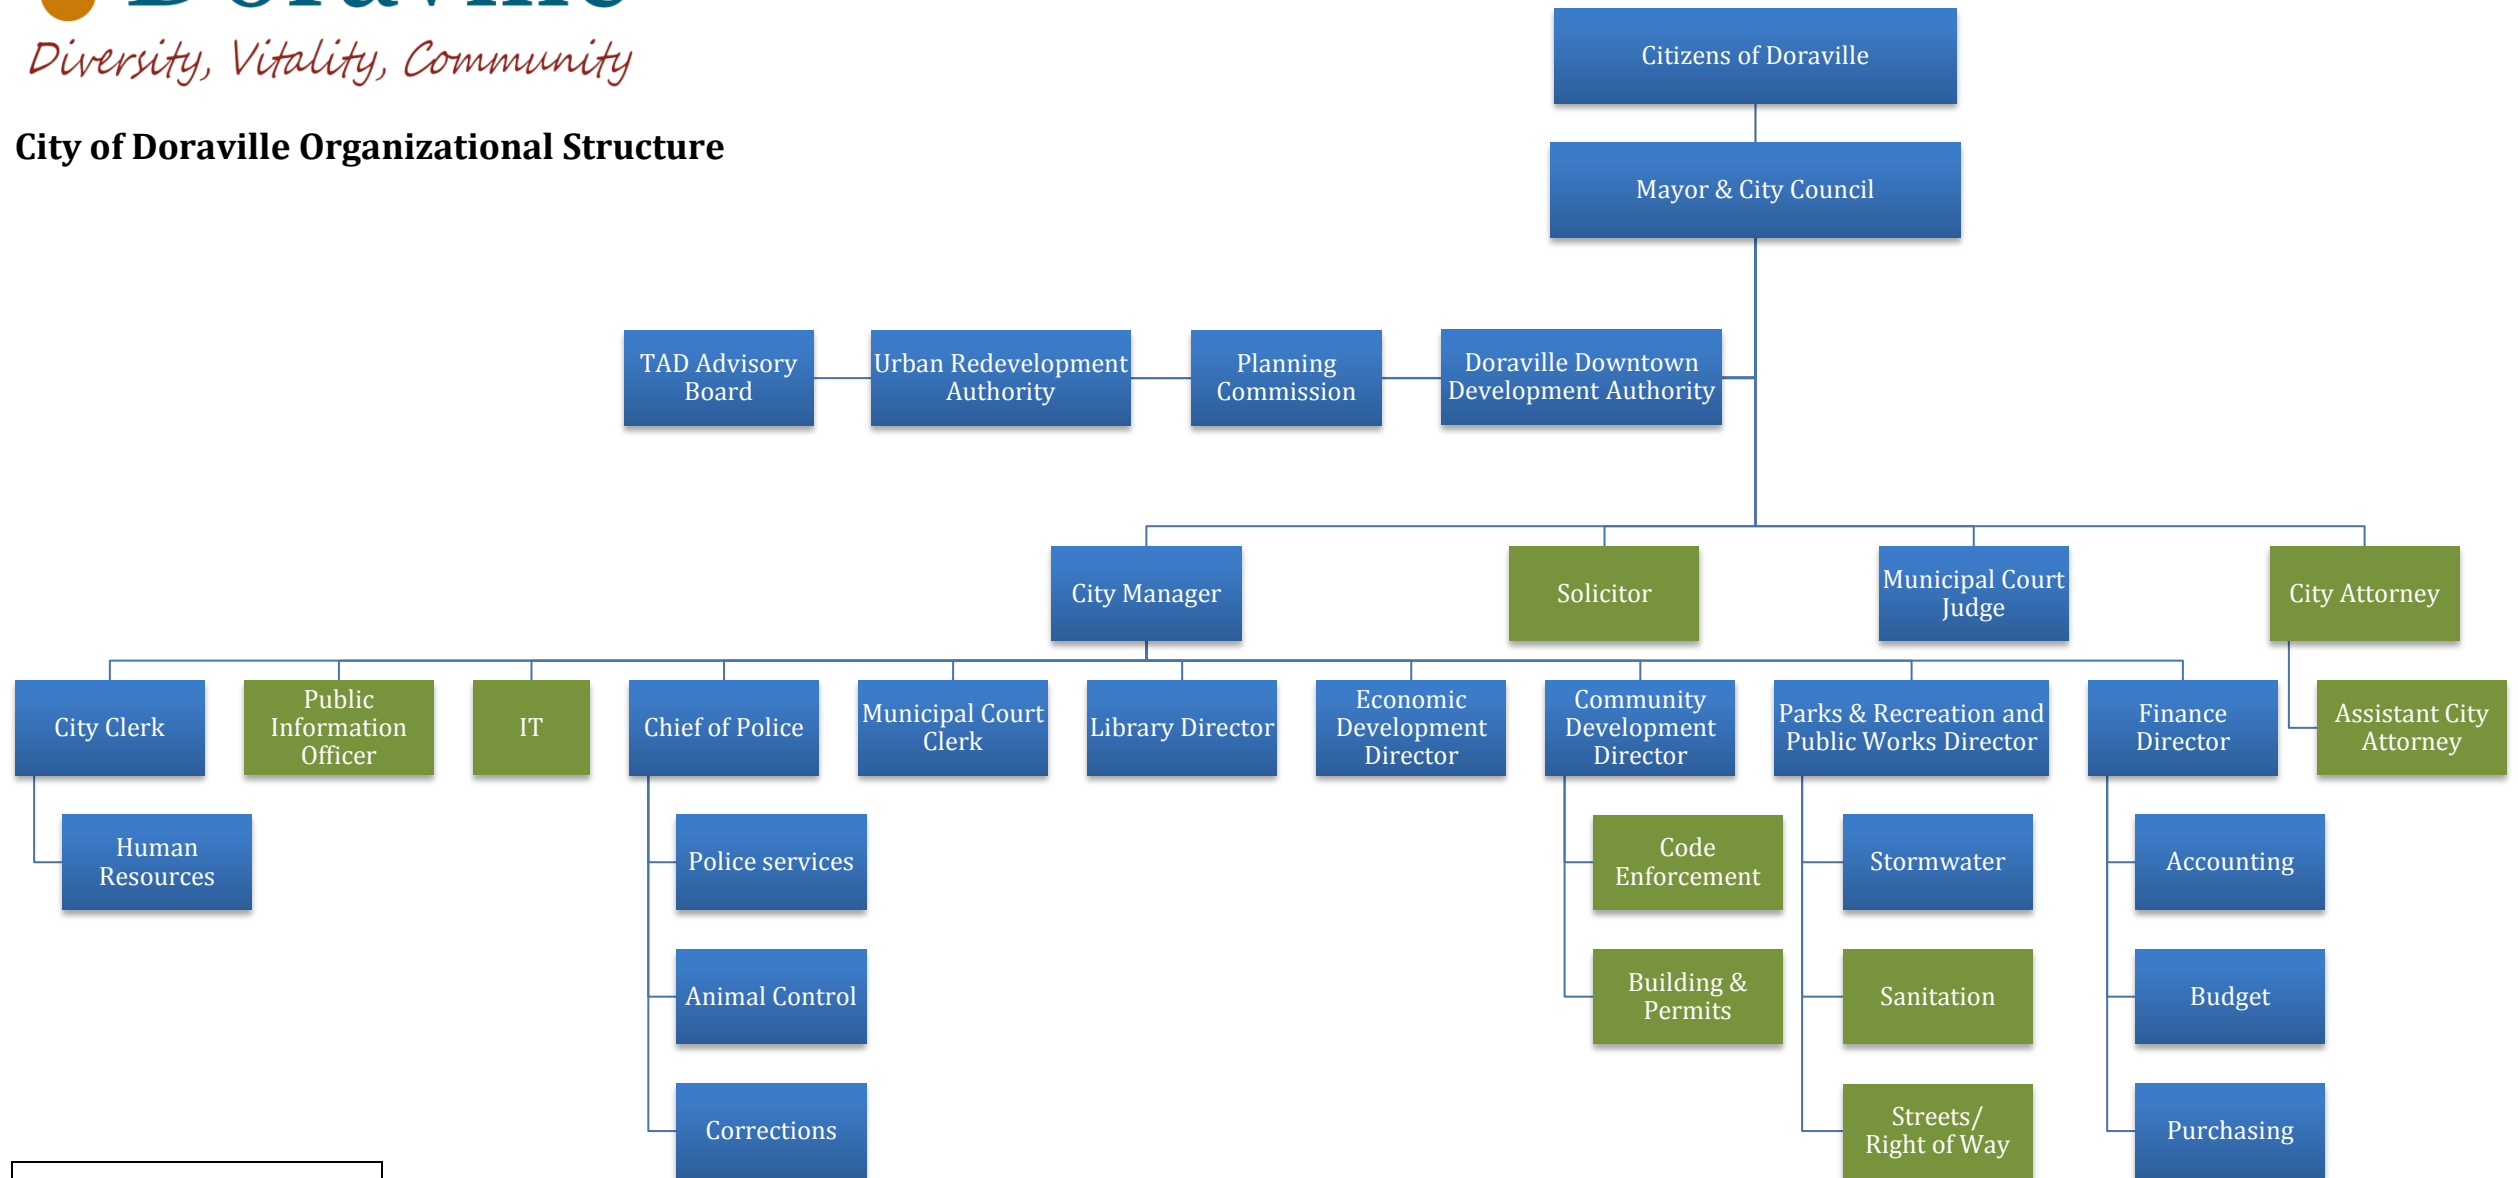 Doraville
Diversity, Vitality, Community
City of Doraville Organizational Structure
Citizens of Doraville
Mayor & City Council
TAD Advisory
Board
Urban Redevelopment
Authority
Planning
Commission
Doraville Downtown
Development Authority
City Manager
Solicitor
Municipal Court
Judge
City Attorney
City Clerk
Public
Information
Officer
IT
Chief of Police
Municipal Court
Clerk
Library Director
Economic
Development
Director
Community
Development
Director
Parks & Recreation and
Public Works Director
Finance
Director
Assistant City
Attorney
Human
Resources
Police services
Code
Enforcement
Stormwater
Accounting
Animal Control
Building &
Permits
Sanitation
Budget
Corrections
Streets/
Right of Way
Purchasing